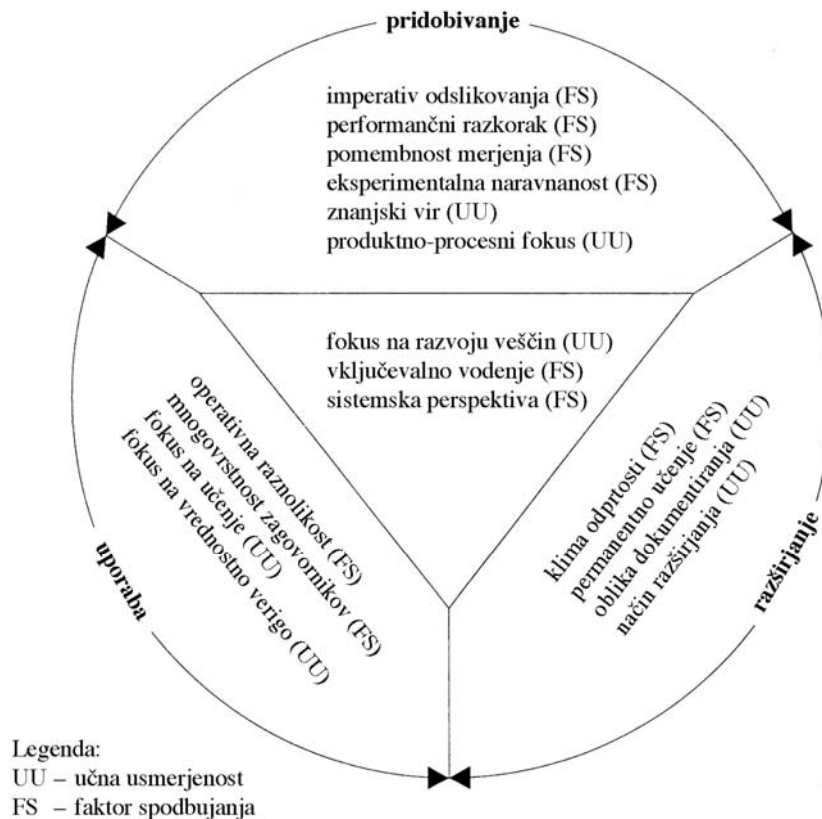 pridobivanje
imperativ odslikovanja (FS)
performančni razkorak (FS)
pomembnost merjenja (FS)
eksperimentalna naravnanost (FS)
znanjski vir (UU)
produktno-procesni fokus (UU)
fokus na razvoju veščin (UU)
vključevalno vodenje (FS)
sistemska perspektiva (FS)
operativna raznolikost (FS)
mnogovrstnost zagovornikov (FS)
fokus na učenje (UU)
fokus na vrednostno verigo (UU)
uporaba
klima odprtosti (FS)
permanentno učenje (FS)
oblika dokumentiranja (UU)
način razširjanja (UU)
razširjanje
Legenda:
UU – učna usmerjenost
FS – faktor spodbujanja